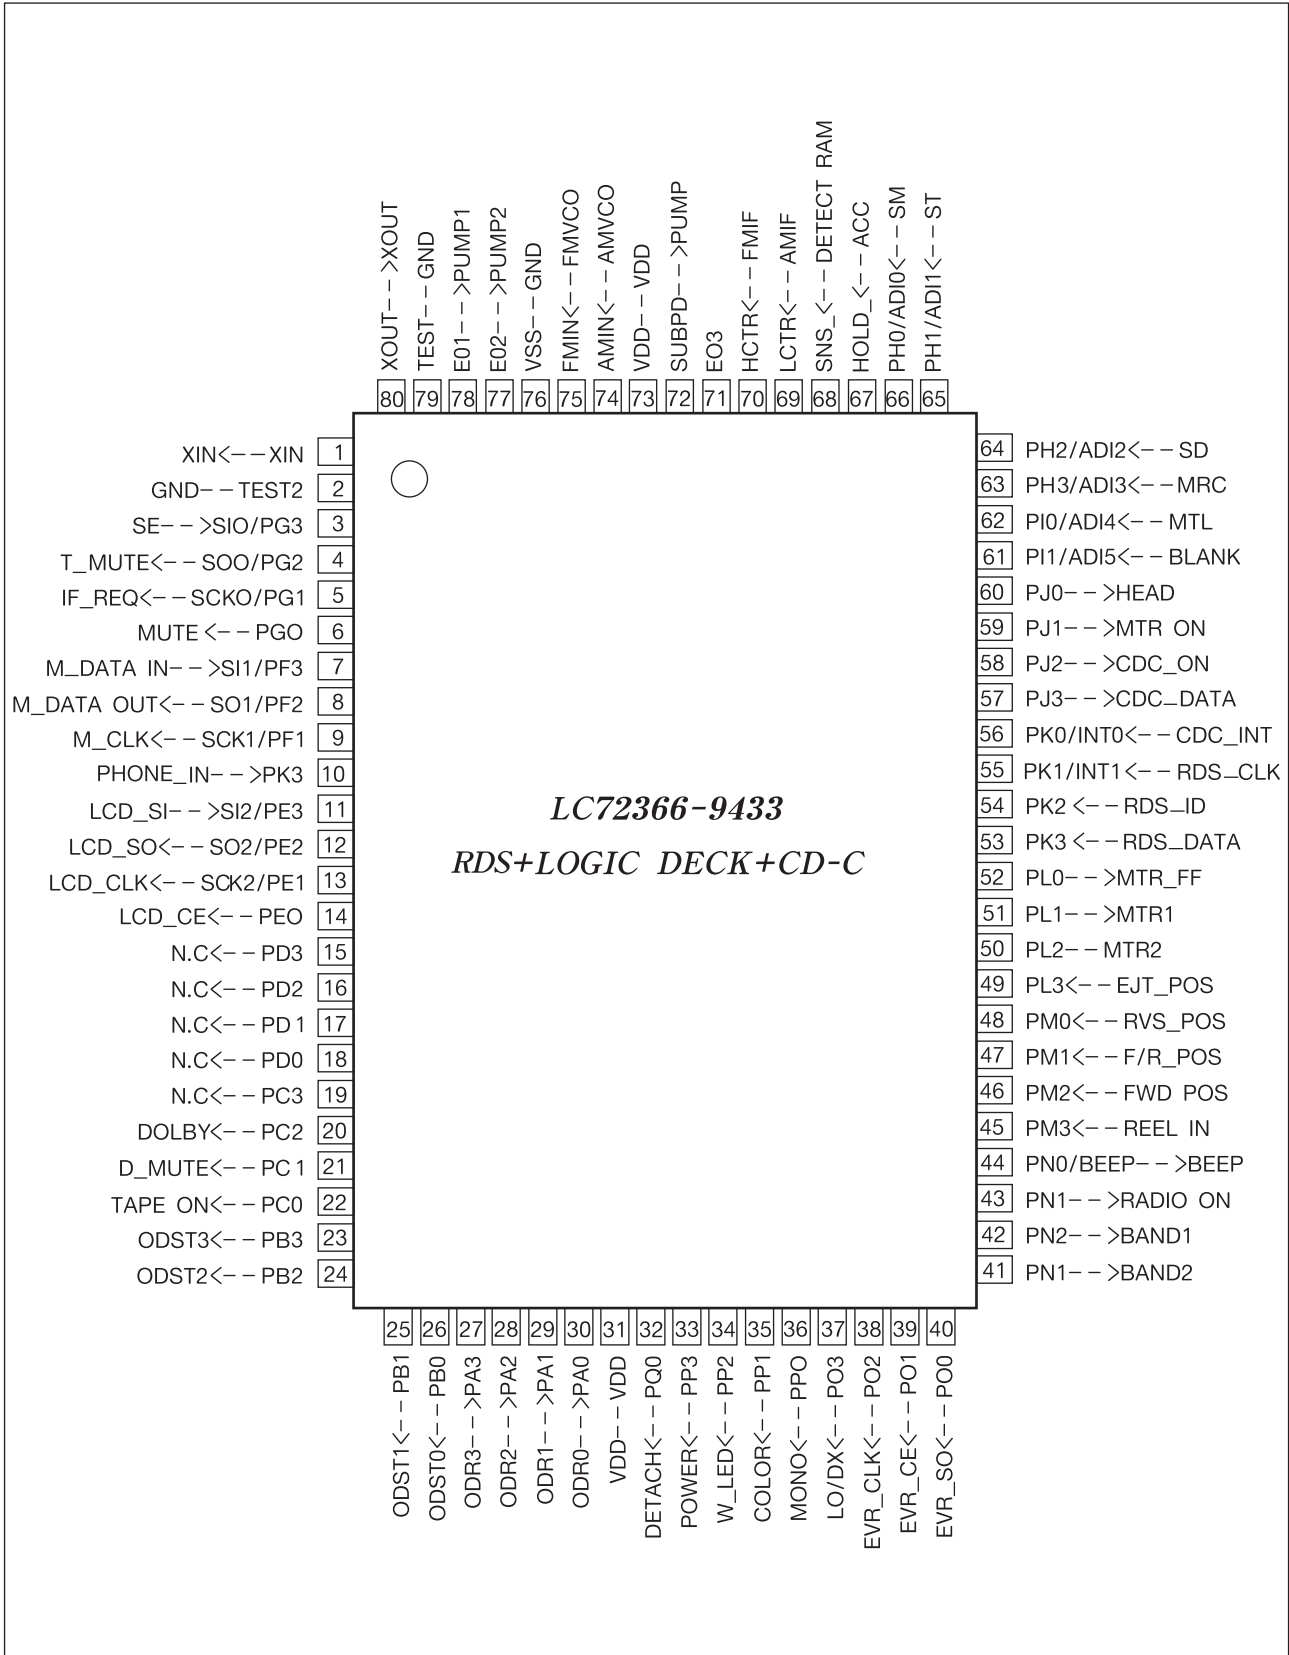 XOUT-->XOUT
TEST--GND
E01-->PUMP1
E02-->PUMP2
VSS--GND
FMIN<--FMVCO
AMIN<--AMVCO
VDD--VDD
SUBPD-->PUMP
EO3
HCTR<--FMIF
LCTR<--AMIF
SNS_<--DETECT RAM
HOLD_<--ACC
PH0/ADI0<--SM
PH1/ADI1<--ST
80 79 78 77 76 75 74 73 72 71 70 69 68 67 66 65
XIN<--XIN 1
GND--TEST2 2
SE-->SIO/PG3 3
T_MUTE<--SOO/PG2 4
IF_REQ<--SCKO/PG1 5
MUTE<--PGO 6
M_DATA IN-->SI1/PF3 7
M_DATA OUT<--SO1/PF2 8
M_CLK<--SCK1/PF1 9
PHONE_IN-->PK3 10
LCD_SI-->SI2/PE3 11
LCD_SO<--SO2/PE2 12
LCD_CLK<--SCK2/PE1 13
LCD_CE<--PEO 14
N.C<--PD3 15
N.C<--PD2 16
N.C<--PD1 17
N.C<--PD0 18
N.C<--PC3 19
DOLBY<--PC2 20
D_MUTE<--PC1 21
TAPE ON<--PC0 22
ODST3<--PB3 23
ODST2<--PB2 24
LC72366-9433
RDS+LOGIC DECK+CD-C
64 PH2/ADI2<--SD
63 PH3/ADI3<--MRC
62 PI0/ADI4<--MTL
61 PI1/ADI5<--BLANK
60 PJ0-->HEAD
59 PJ1-->MTR ON
58 PJ2-->CDC_ON
57 PJ3-->CDC_DATA
56 PK0/INT0<--CDC_INT
55 PK1/INT1<--RDS_CLK
54 PK2<--RDS_ID
53 PK3<--RDS_DATA
52 PL0-->MTR_FF
51 PL1-->MTR1
50 PL2--MTR2
49 PL3<--EJT_POS
48 PM0<--RVS_POS
47 PM1<--F/R_POS
46 PM2<--FWD POS
45 PM3<--REEL IN
44 PN0/BEEP-->BEEP
43 PN1-->RADIO ON
42 PN2-->BAND1
41 PN1-->BAND2
25 26 27 28 29 30 31 32 33 34 35 36 37 38 39 40
ODST1<--PB1
ODST0<--PB0
ODR3-->PA3
ODR2-->PA2
ODR1-->PA1
ODR0-->PA0
VDD--VDD
DETACH<--PQ0
POWER<--PP3
W_LED<--PP2
COLOR<--PP1
MONO<--PPO
LO/DX<--PO3
EVR_CLK<--PO2
EVR_CE<--PO1
EVR_SO<--PO0